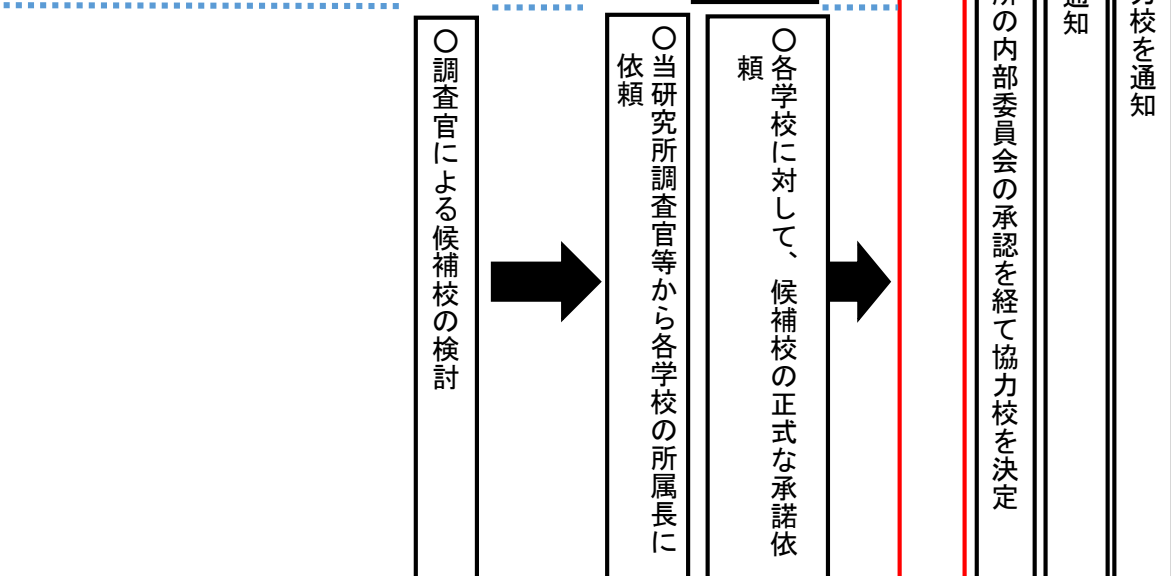 〇調査官による候補校の検討
〇当研究所調査官等から各学校の所属長に
依頼
〇各学校に対して、候補校の正式な承諾依
頼
の内部委員会の承認を経て協力校を決定
通知
校を通知